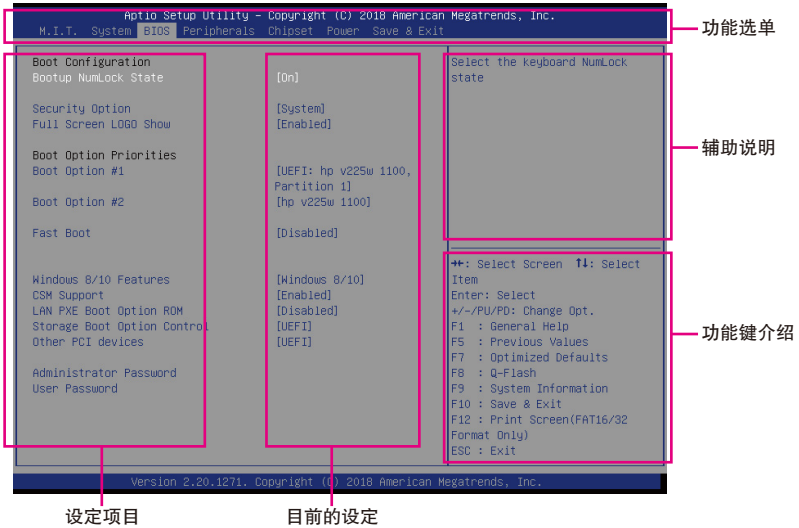 Aptio Setup Utility – Copyright (C) 2018 American Megatrends, Inc.
M.I.T. System BIOS Peripherals Chipset Power Save & Exit
功能选单
Boot Configuration
Bootup NumLock State [On]
Security Option [System]
Full Screen LOGO Show [Enabled]
Boot Option Priorities
Boot Option #1 [UEFI: hp v225w 1100,
Partition 1]
Boot Option #2 [hp v225w 1100]
Fast Boot [Disabled]
Windows 8/10 Features [Windows 8/10]
CSM Support [Enabled]
LAN PXE Boot Option ROM [Disabled]
Storage Boot Option Control [UEFI]
Other PCI devices [UEFI]
Administrator Password
User Password
Select the keyboard NumLock
state
辅助说明
→←: Select Screen ↑↓: Select
Item
Enter: Select
+/-/PU/PD: Change Opt.
F1 : General Help
F5 : Previous Values
F7 : Optimized Defaults
F8 : Q-Flash
F9 : System Information
F10 : Save & Exit
F12 : Print Screen(FAT16/32
Format Only)
ESC : Exit
功能键介绍
Version 2.20.1271. Copyright (C) 2018 American Megatrends, Inc.
设定项目
目前的设定